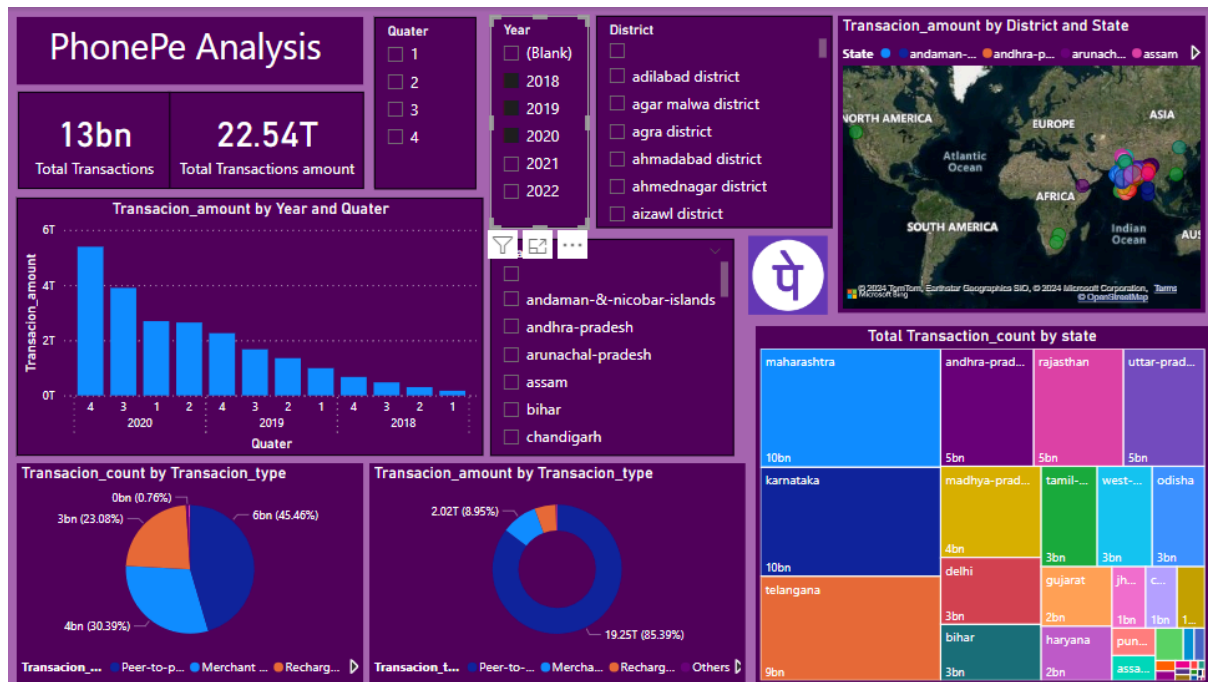 PhonePe Analysis
13bn
Total Transactions
22.54T
Total Transactions amount
Quater
1
2
3
4
Year
(Blank)
2018
2019
2020
2021
2022
District
adilabad district
agar malwa district
agra district
ahmadabad district
ahmednagar district
aizawl district
Transacion_amount by District and State
State andaman-... andhra-p... arunach... assam
NORTH AMERICA
EUROPE
ASIA
Atlantic
Ocean
AFRICA
SOUTH AMERICA
Indian
Ocean
AUS
© 2024 TomTom, Earthstar Geographics SIO, © 2024 Microsoft Corporation, Terms
Microsoft Bing
© OpenStreetMap
Transacion_amount by Year and Quater
Transacion_amount
6T
4T
2T
0T
4 3 1 2 4 3 2 1 4 3 2 1
2020 2019 2018
Quater
andaman-&-nicobar-islands
andhra-pradesh
arunachal-pradesh
assam
bihar
chandigarh
पे
Transacion_count by Transacion_type
0bn (0.76%)
3bn (23.08%)
6bn (45.46%)
4bn (30.39%)
Transacion_... Peer-to-p... Merchant ... Recharg...
Transacion_amount by Transacion_type
2.02T (8.95%)
19.25T (85.39%)
Transacion_t... Peer-to-... Mercha... Recharg... Others
Total Transaction_count by state
maharashtra
10bn
karnataka
10bn
telangana
9bn
andhra-prad...
5bn
rajasthan
5bn
uttar-prad...
5bn
madhya-prad...
4bn
tamil-...
3bn
west-...
3bn
odisha
3bn
delhi
3bn
bihar
3bn
gujarat
2bn
haryana
2bn
jh...
1bn
c...
1bn
1...
pun...
assa...